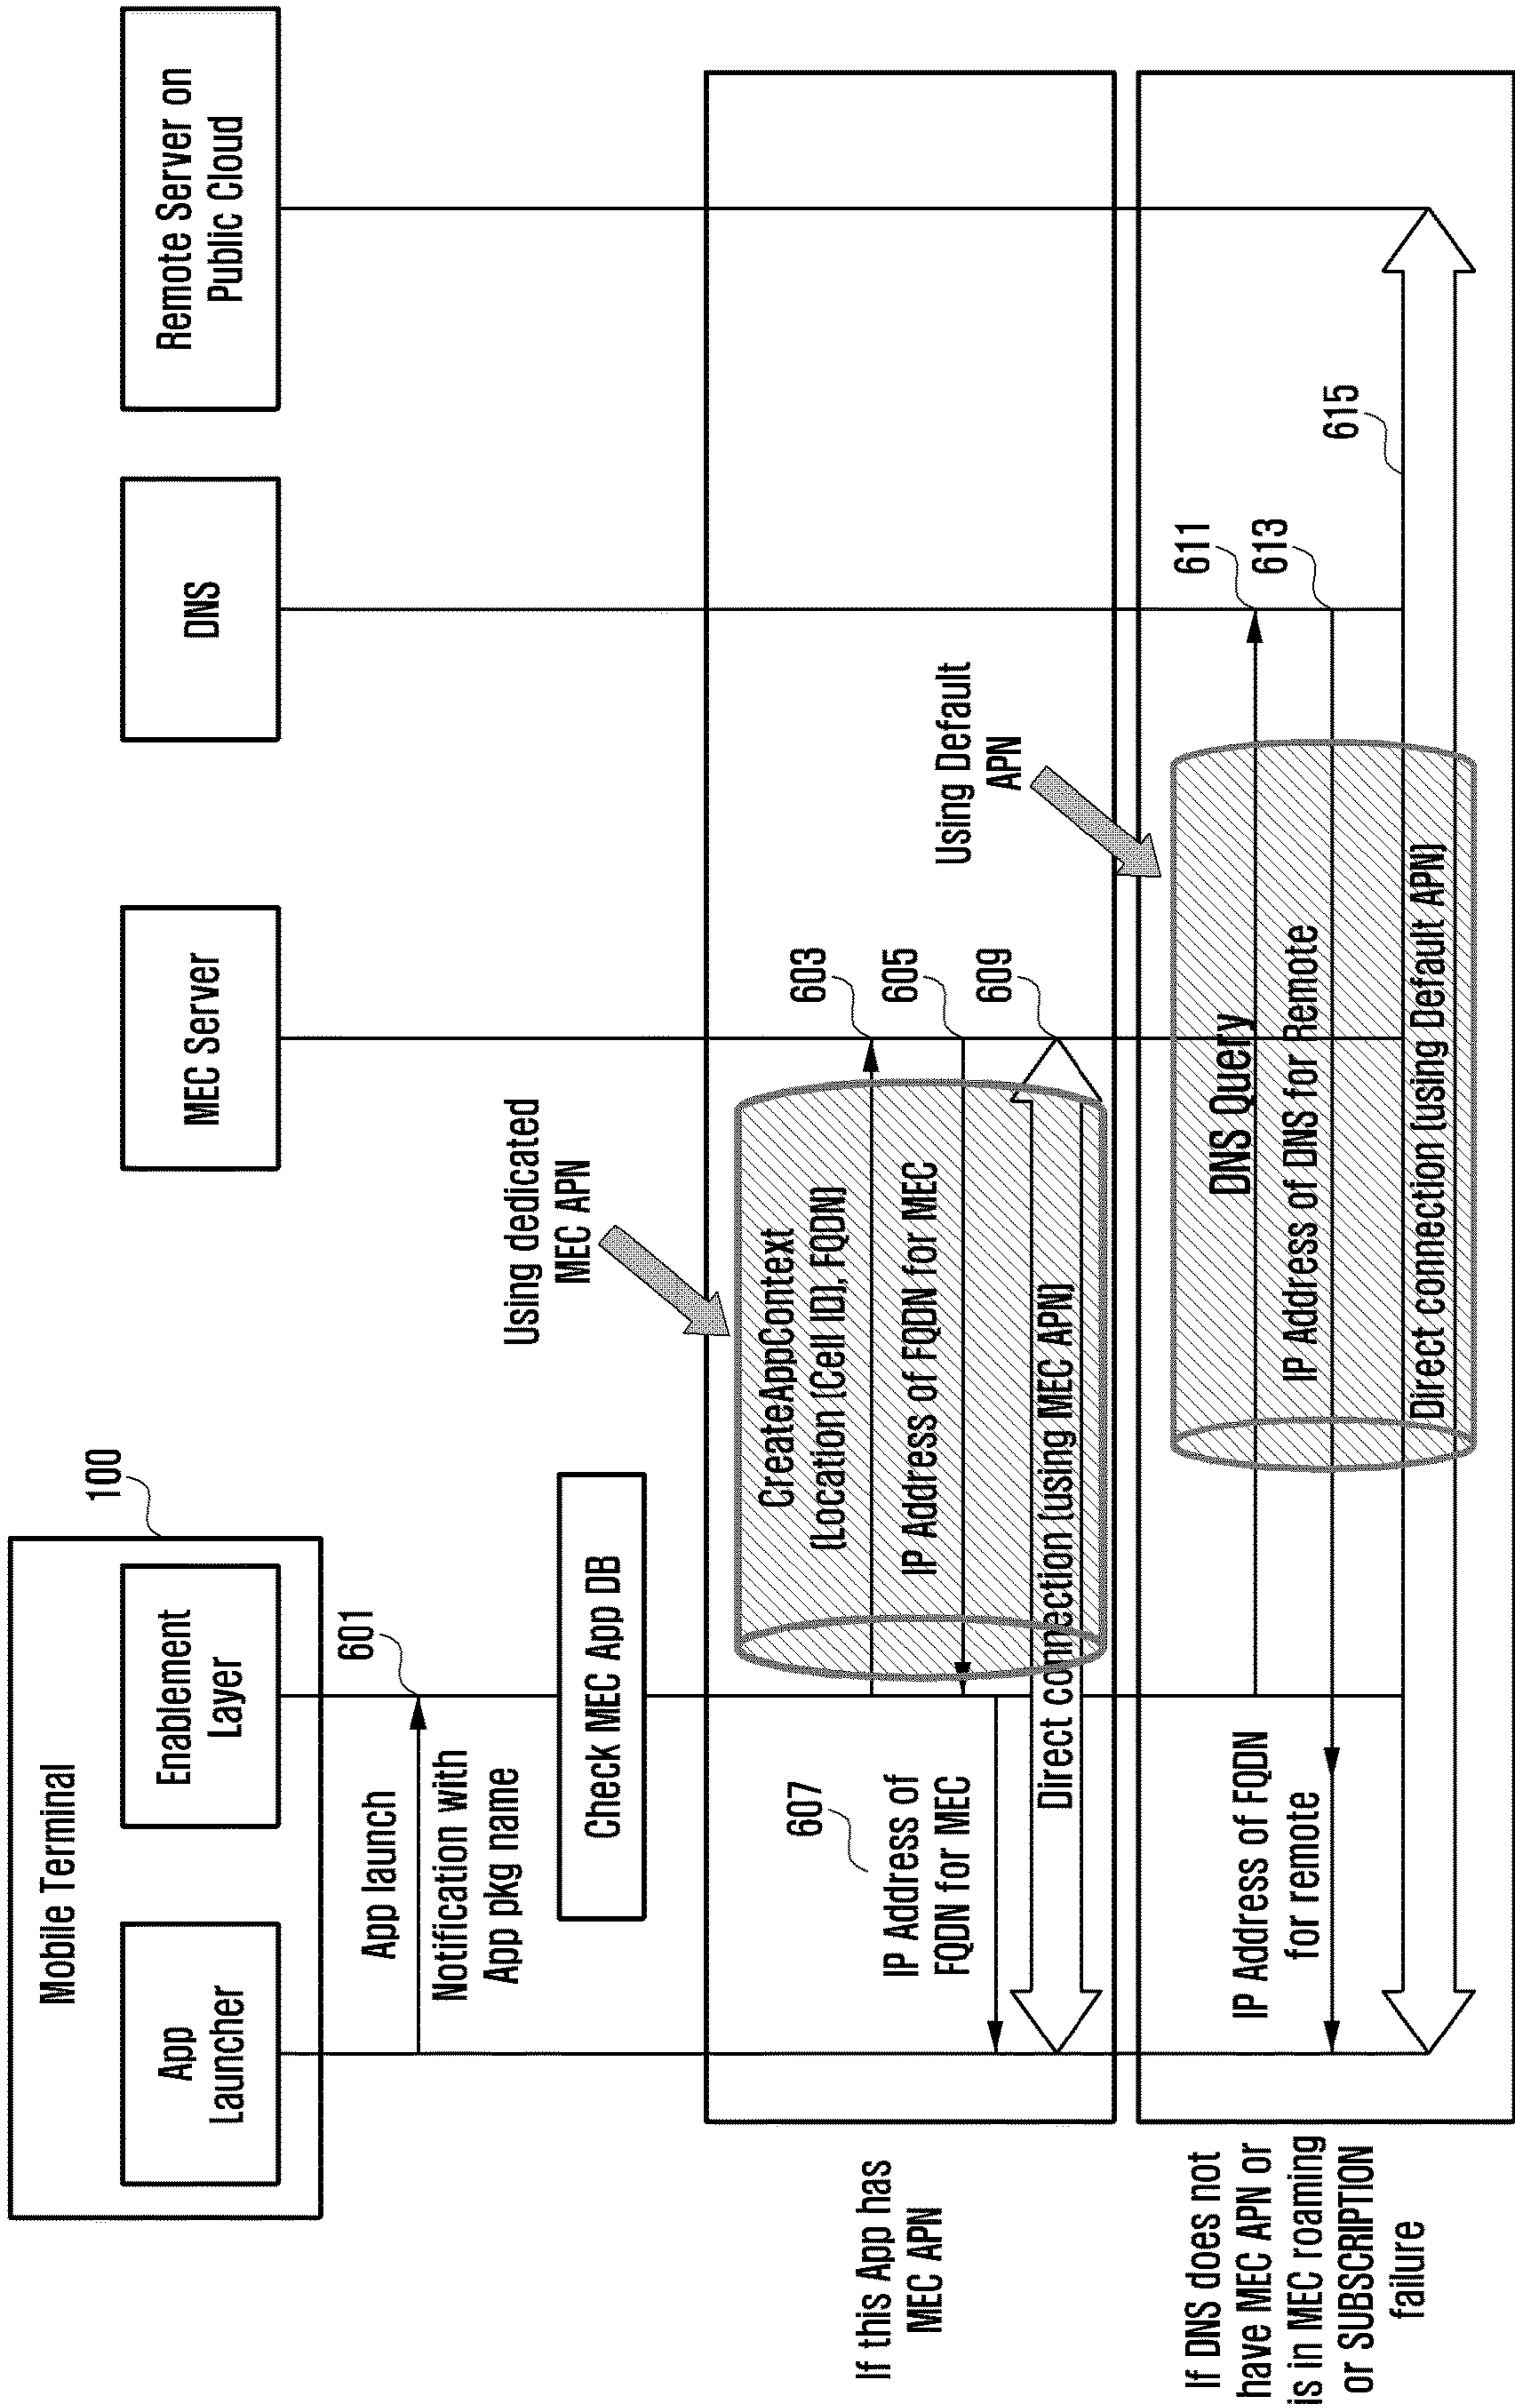 Mobile Terminal
100
App
Launcher
Enablement
Layer
MEC Server
DNS
Remote Server on
Public Cloud
601
App launch
Notification with
App pkg name
Check MEC App DB
Using dedicated
MEC APN
If this App has
MEC APN
CreateAppContext
(Location (Cell ID), FQDN)
603
IP Address of FQDN for MEC
605
607
IP Address of
FQDN for MEC
Direct connection (using MEC APN)
609
Using Default
APN
If DNS does not
have MEC APN or
is in MEC roaming
or SUBSCRIPTION
failure
DNS Query
611
IP Address of DNS for Remote
613
IP Address of FQDN
for remote
Direct connection (using Default APN)
615